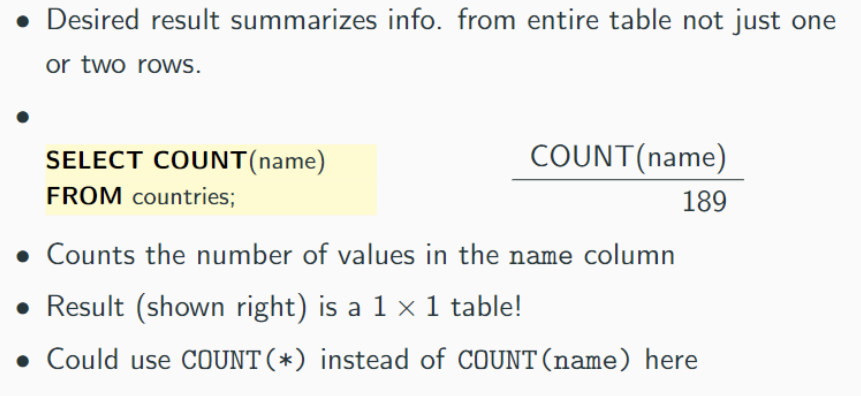 • Desired result summarizes info. from entire table not just one
or two rows.
•
SELECT COUNT(name)
FROM countries;
COUNT(name)
189
• Counts the number of values in the name column
• Result (shown right) is a 1 × 1 table!
• Could use COUNT(*) instead of COUNT(name) here